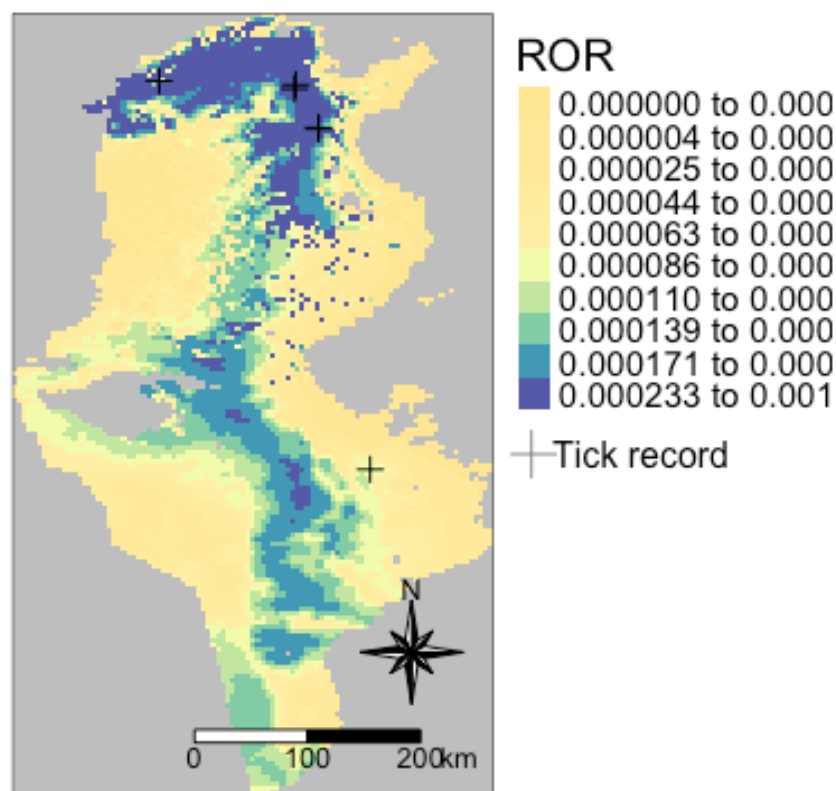 ROR
0.000000 to 0.000
0.000004 to 0.000
0.000025 to 0.000
0.000044 to 0.000
0.000063 to 0.000
0.000086 to 0.000
0.000110 to 0.000
0.000139 to 0.000
0.000171 to 0.000
0.000233 to 0.001
Tick record
N
0 100 200km